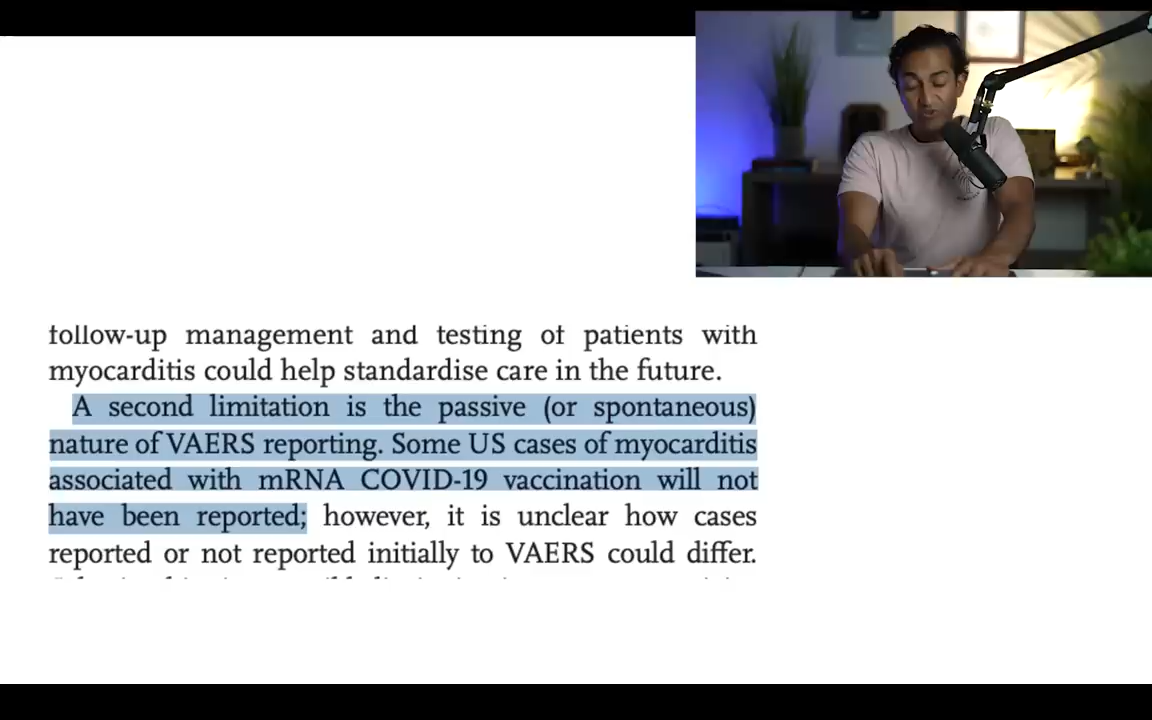 follow-up management and testing of patients with
myocarditis could help standardise care in the future.
A second limitation is the passive (or spontaneous)
nature of VAERS reporting. Some US cases of myocarditis
associated with mRNA COVID-19 vaccination will not
have been reported; however, it is unclear how cases
reported or not reported initially to VAERS could differ.